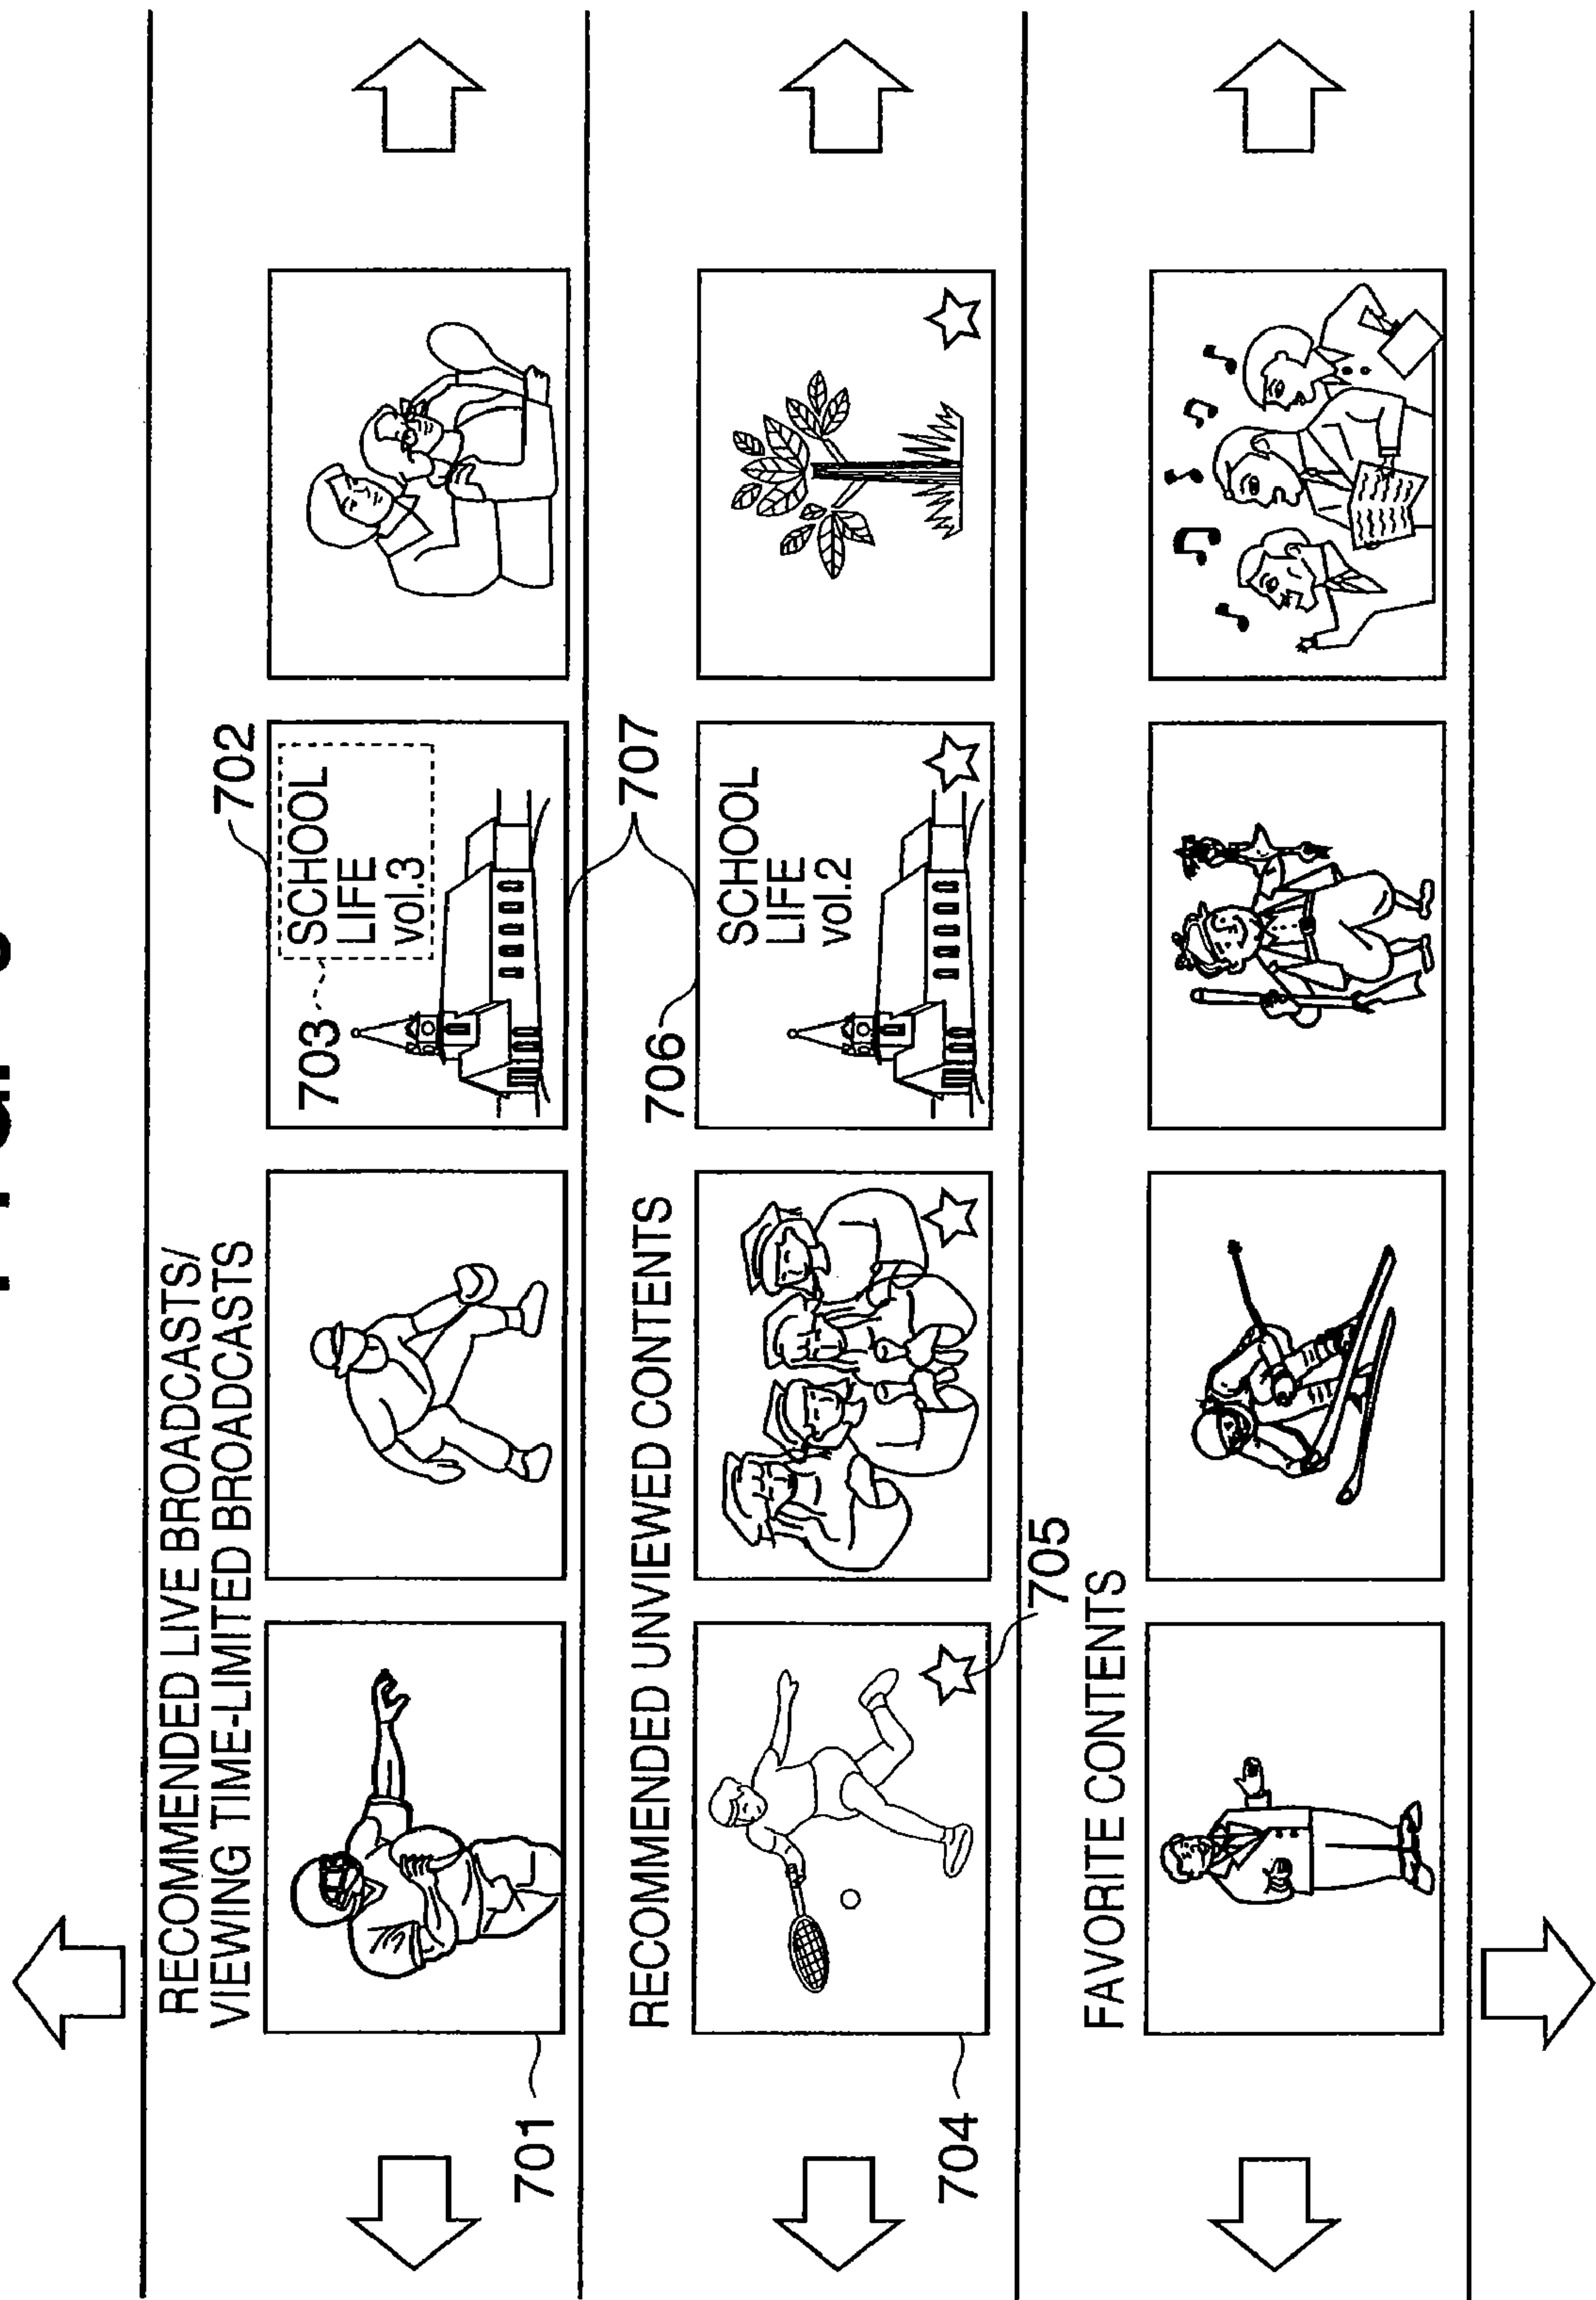 RECOMMENDED LIVE BROADCASTS/
VIEWING TIME-LIMITED BROADCASTS
701
702
703
SCHOOL
LIFE
vol.3
707
RECOMMENDED UNVIEWED CONTENTS
704
705
706
SCHOOL
LIFE
vol.2
FAVORITE CONTENTS